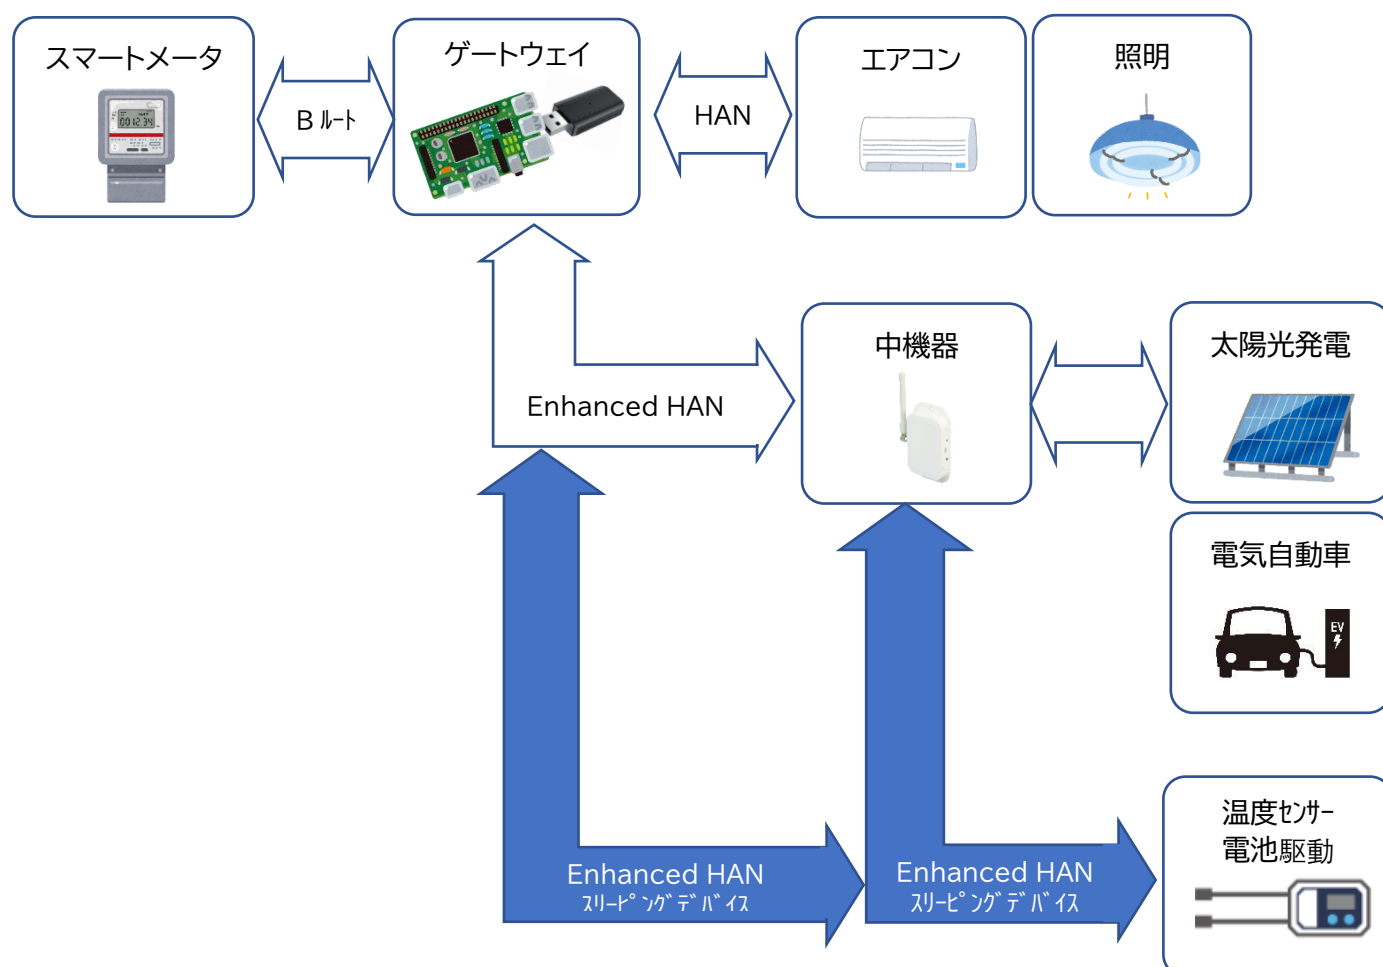 スマートメータ
Bルート
ゲートウェイ
HAN
エアコン
照明
0012.34
Enhanced HAN
中機器
太陽光発電
電気自動車
EV
Enhanced HAN
ｽﾘｰﾋﾟﾝｸﾞﾃﾞﾊﾞｲｽ
Enhanced HAN
ｽﾘｰﾋﾟﾝｸﾞﾃﾞﾊﾞｲｽ
温度ｾﾝｻｰ
電池駆動